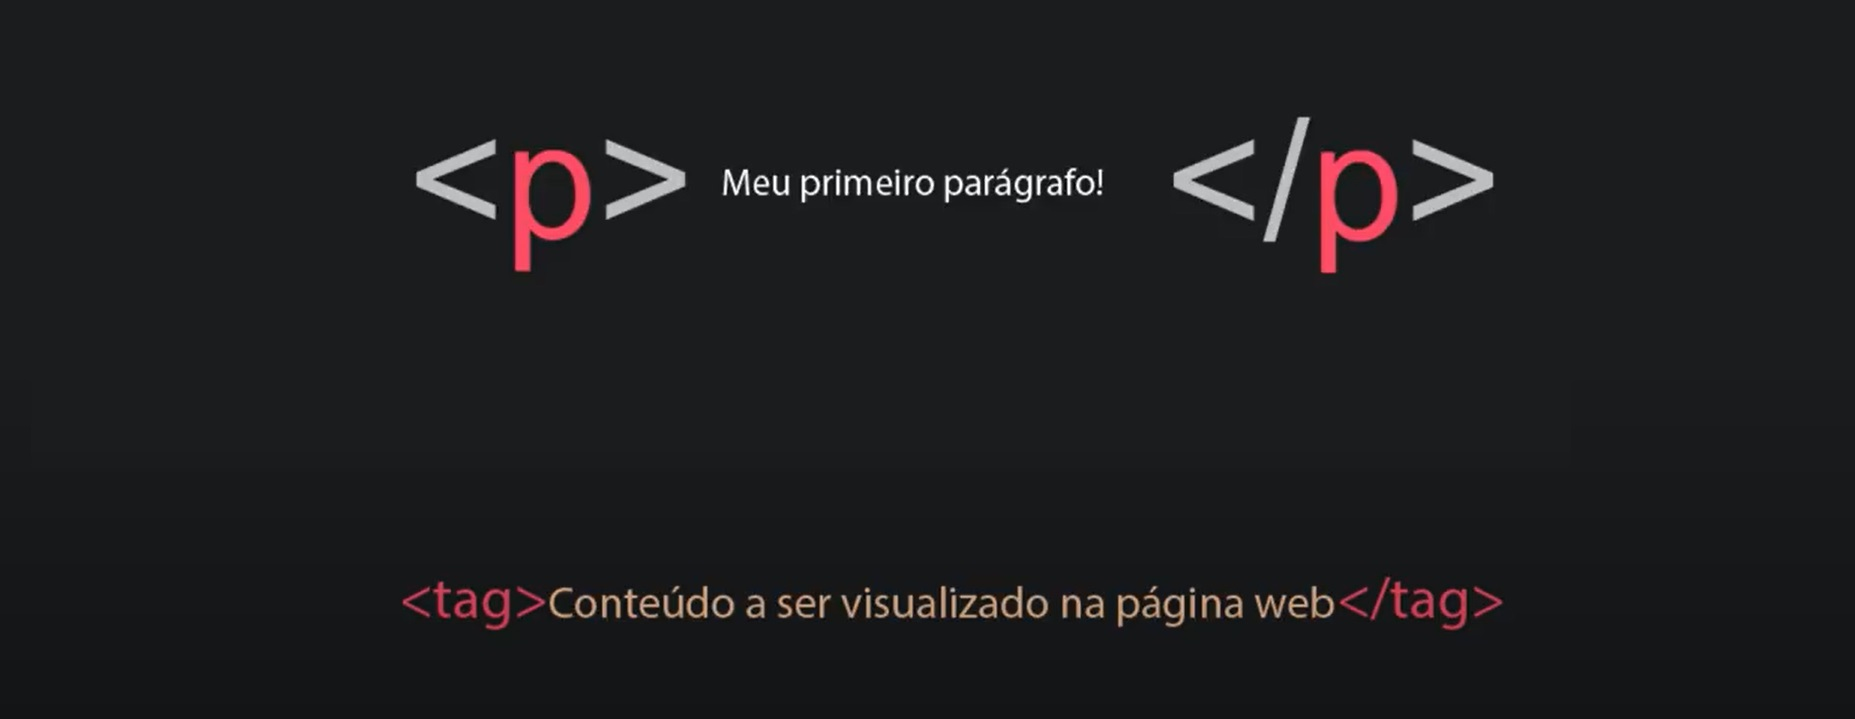 <p> Meu primeiro parágrafo! </p>
<tag>Conteúdo a ser visualizado na página web</tag>